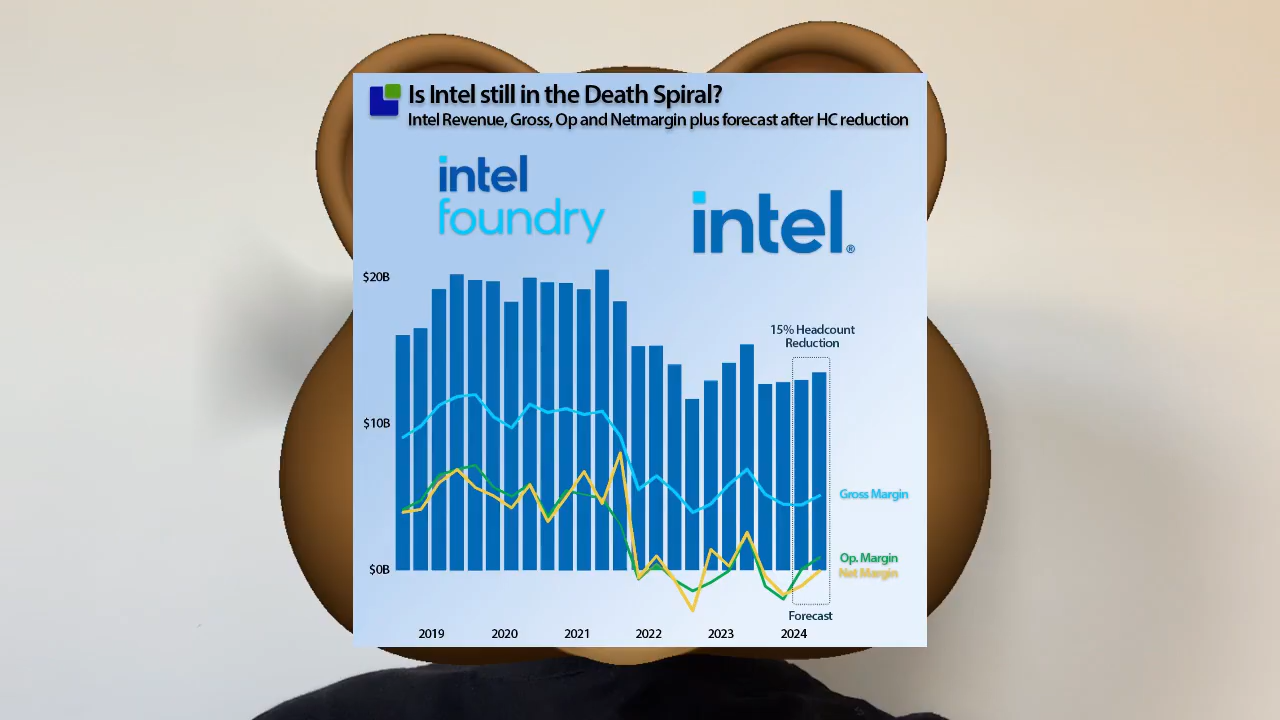 Is Intel still in the Death Spiral?
Intel Revenue, Gross, Op and Netmargin plus forecast after HC reduction
intel
foundry
intel®
$20B
15% Headcount
Reduction
$10B
Gross Margin
Op. Margin
$0B
Net Margin
Forecast
2019 2020 2021 2022 2023 2024